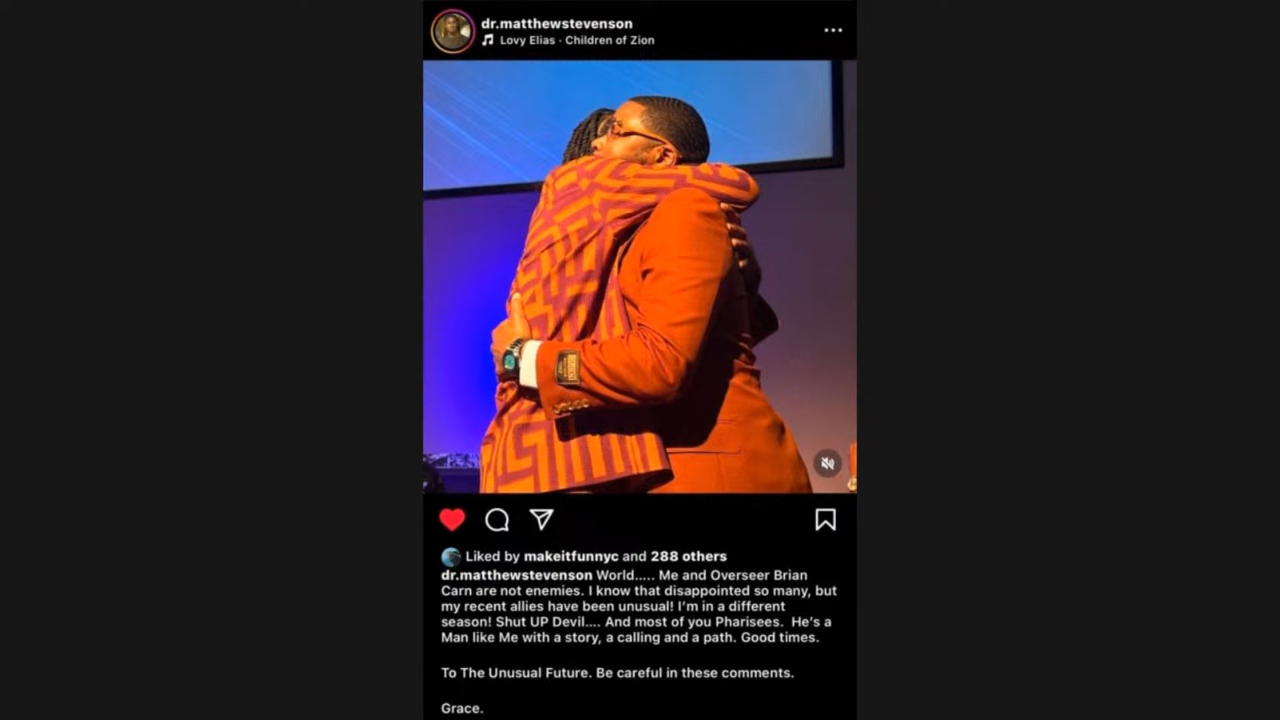 dr.matthewstevenson
Lovy Elias · Children of Zion
Liked by makeitfunnyc and 288 others
dr.matthewstevenson World..... Me and Overseer Brian
Carn are not enemies. I know that disappointed so many, but
my recent allies have been unusual! I'm in a different
season! Shut UP Devil.... And most of you Pharisees.  He's a
Man like Me with a story, a calling and a path. Good times.
To The Unusual Future. Be careful in these comments.
Grace.